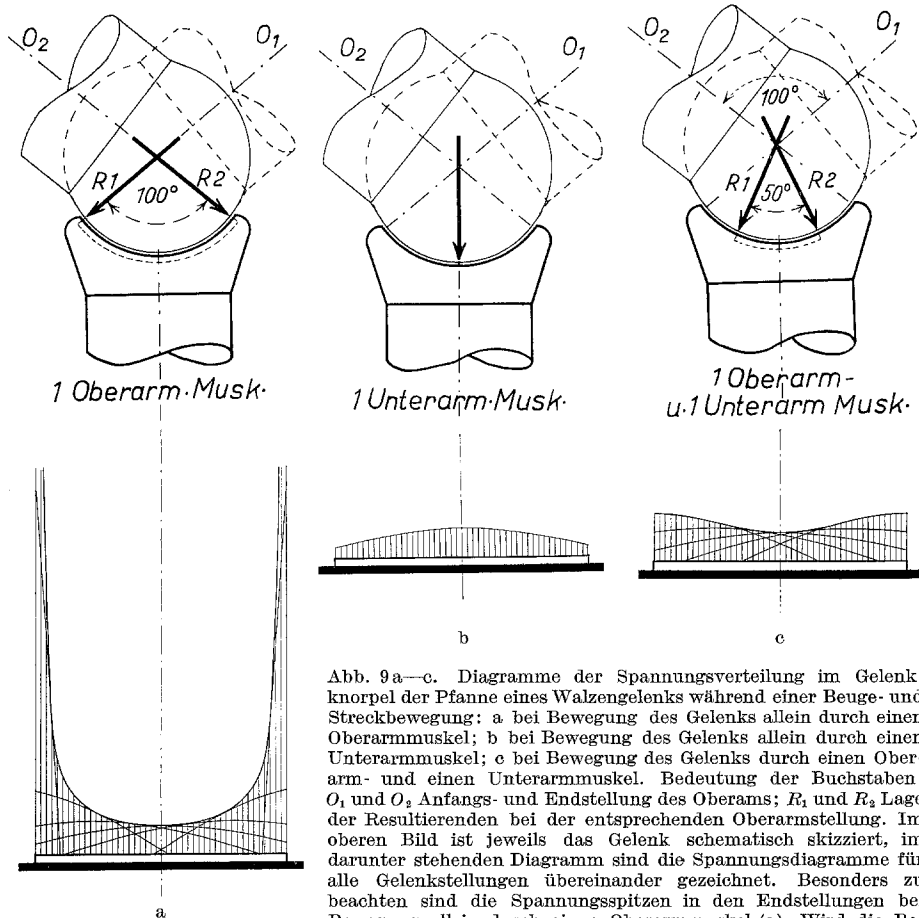 O₂
O₁
O₂
O₁
O₂
O₁
R1
100°
R2
100°
R1
50°
R2
1 Oberarm·Musk·
1 Unterarm·Musk·
1 Oberarm-
u.1 Unterarm Musk.
b
c
a
Abb. 9a—c. Diagramme der Spannungsverteilung im Gelenk
knorpel der Pfanne eines Walzengelenks während einer Beuge- und
Streckbewegung: a bei Bewegung des Gelenks allein durch einen
Oberarmmuskel; b bei Bewegung des Gelenks allein durch einen
Unterarmmuskel; c bei Bewegung des Gelenks durch einen Ober-
arm- und einen Unterarmmuskel. Bedeutung der Buchstaben
O₁ und O₂ Anfangs- und Endstellung des Oberams; R₁ und R₂ Lage
der Resultierenden bei der entsprechenden Oberarmstellung. Im
oberen Bild ist jeweils das Gelenk schematisch skizziert, im
darunter stehenden Diagramm sind die Spannungsdiagramme für
alle Gelenkstellungen übereinander gezeichnet. Besonders zu
beachten sind die Spannungsspitzen in den Endstellungen bei